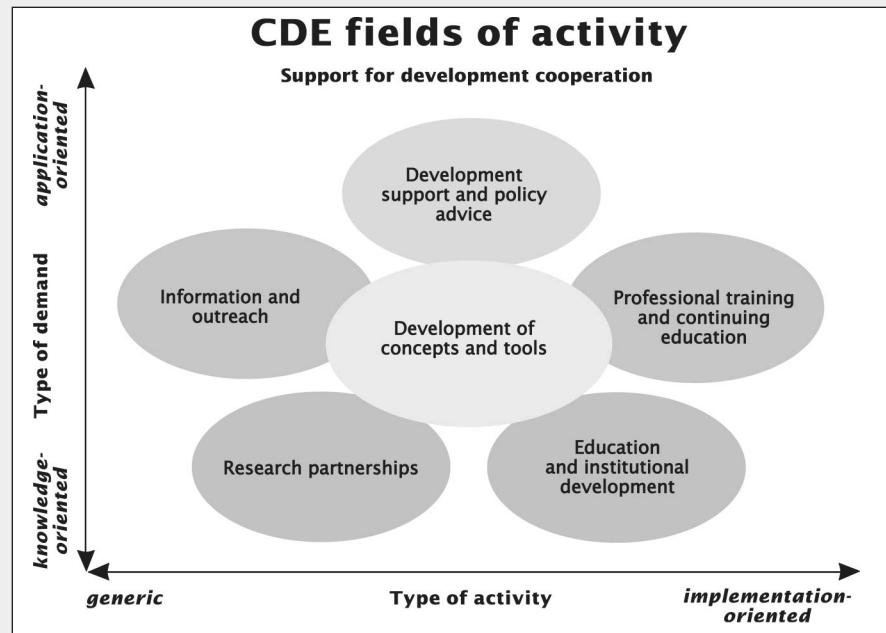 CDE fields of activity
Support for development cooperation
application-
oriented
Type of demand
knowledge-
oriented
Development
support and policy
advice
Information and
outreach
Professional training
and continuing
education
Development of
concepts and tools
Research partnerships
Education
and institutional
development
generic
Type of activity
implementation-
oriented